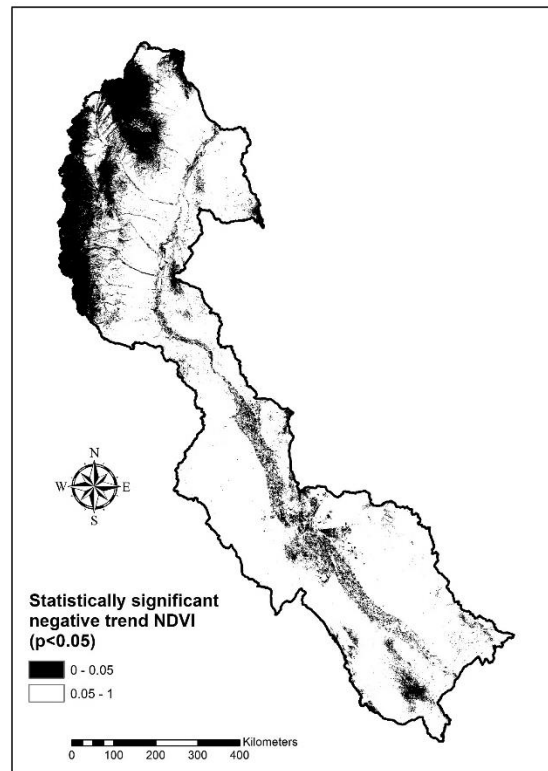 N
W E
S
Statistically significant
negative trend NDVI
(p<0.05)
0 - 0.05
0.05 - 1
Kilometers
0 100 200 300 400